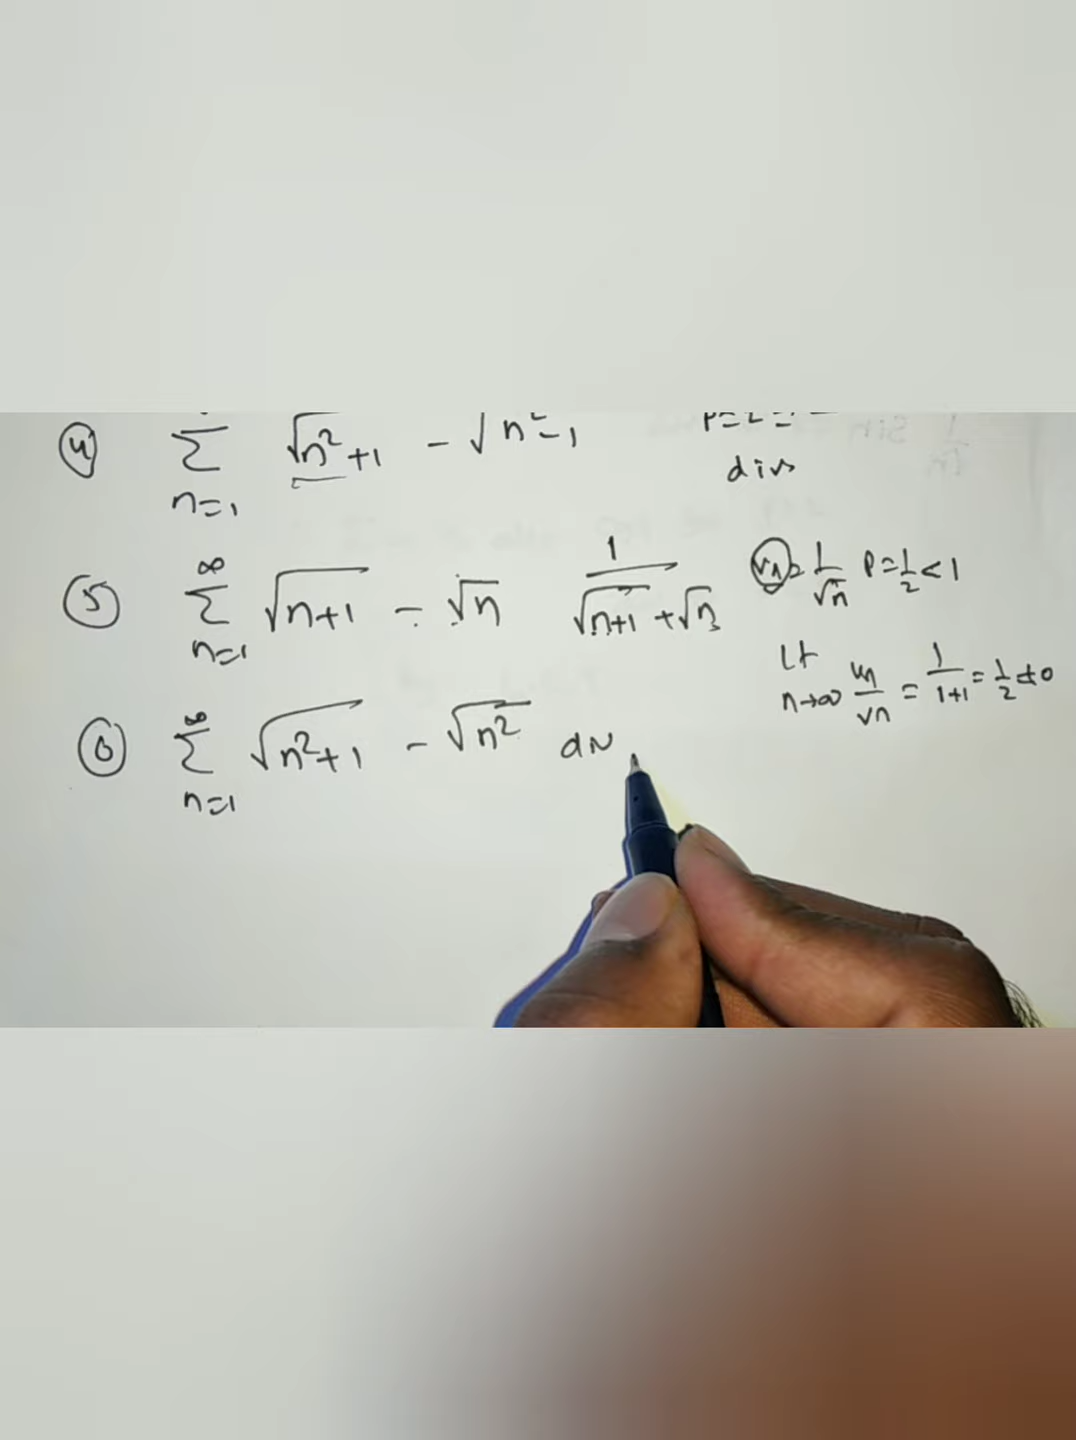 ④ Σ n=1 √n²+1 - √n²-1
div
⑤ ∞ Σ n=1 √n+1 - √n 1/(√n+1 + √n) vn = 1/√n P=1/2<1
Lt n→∞ un/vn = 1/(1+1) = 1/2 ≠0
⑥ ∞ Σ n=1 √n²+1 - √n² div